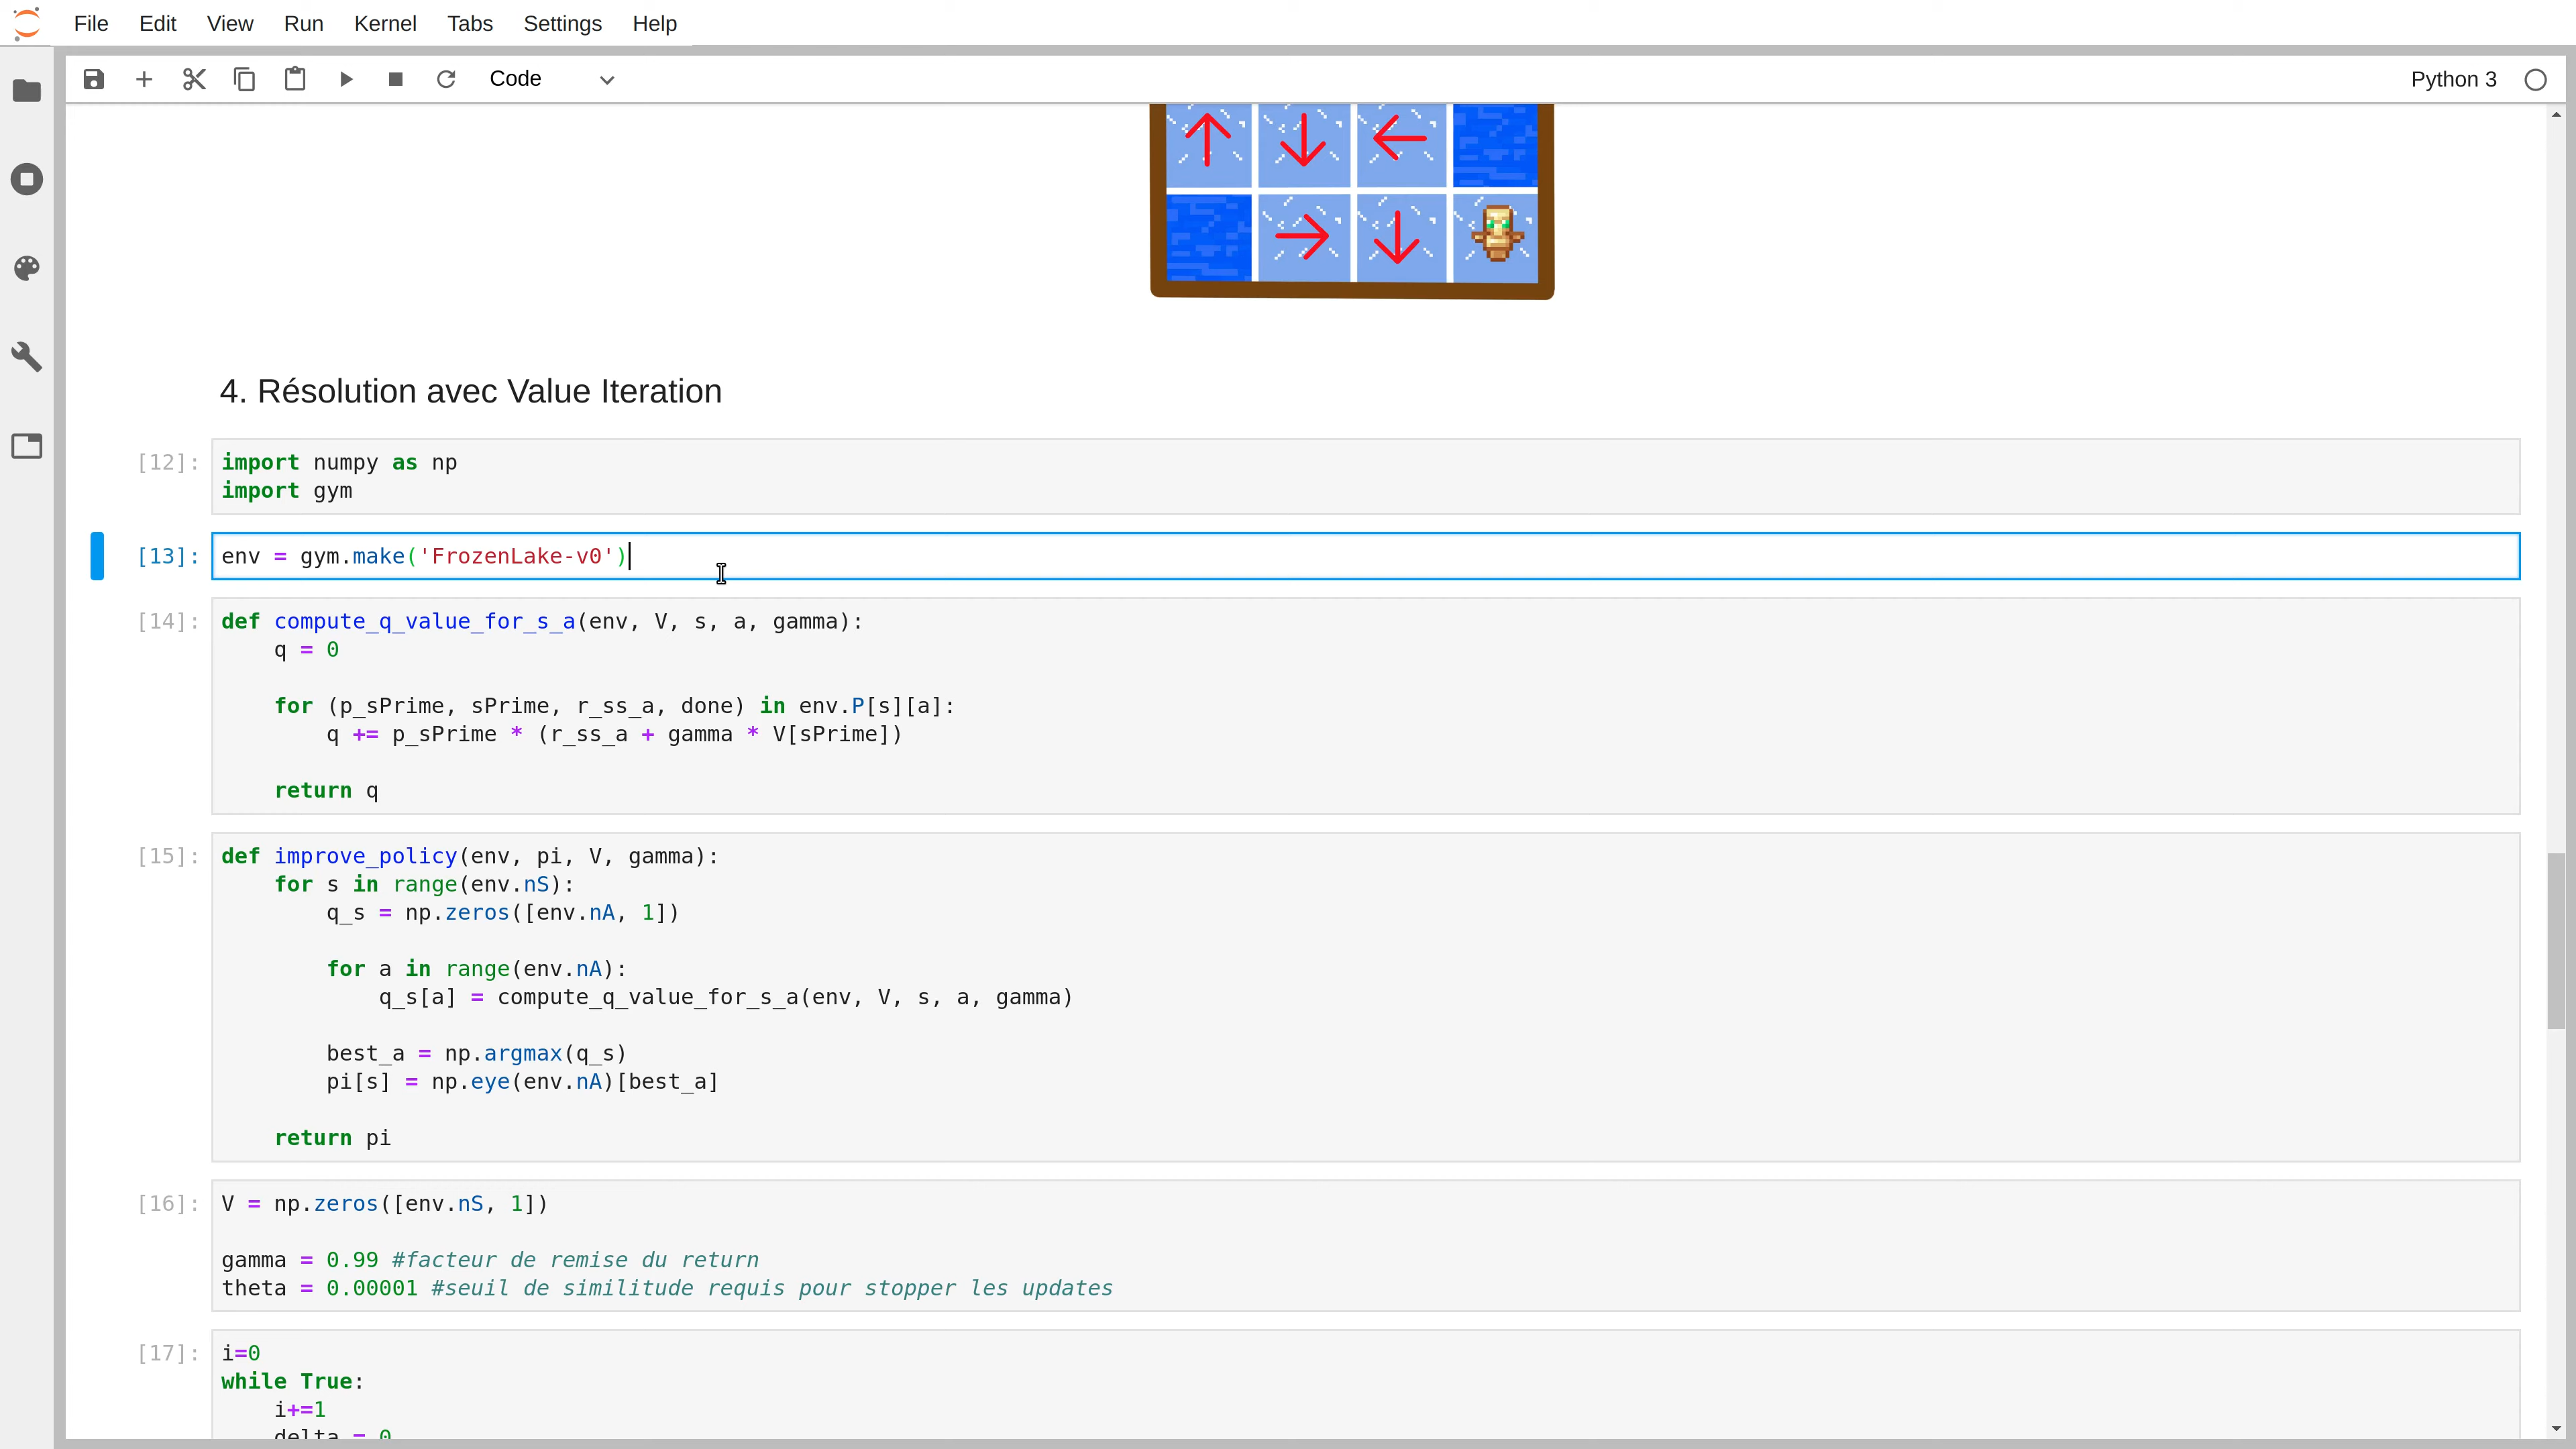 File Edit View Run Kernel Tabs Settings Help
Code Python 3
4. Résolution avec Value Iteration
[12]: import numpy as np
import gym
[13]: env = gym.make('FrozenLake-v0')
[14]: def compute_q_value_for_s_a(env, V, s, a, gamma):
q = 0
for (p_sPrime, sPrime, r_ss_a, done) in env.P[s][a]:
q += p_sPrime * (r_ss_a + gamma * V[sPrime])
return q
[15]: def improve_policy(env, pi, V, gamma):
for s in range(env.nS):
q_s = np.zeros([env.nA, 1])
for a in range(env.nA):
q_s[a] = compute_q_value_for_s_a(env, V, s, a, gamma)
best_a = np.argmax(q_s)
pi[s] = np.eye(env.nA)[best_a]
return pi
[16]: V = np.zeros([env.nS, 1])
gamma = 0.99 #facteur de remise du return
theta = 0.00001 #seuil de similitude requis pour stopper les updates
[17]: i=0
while True:
i+=1
delta = 0